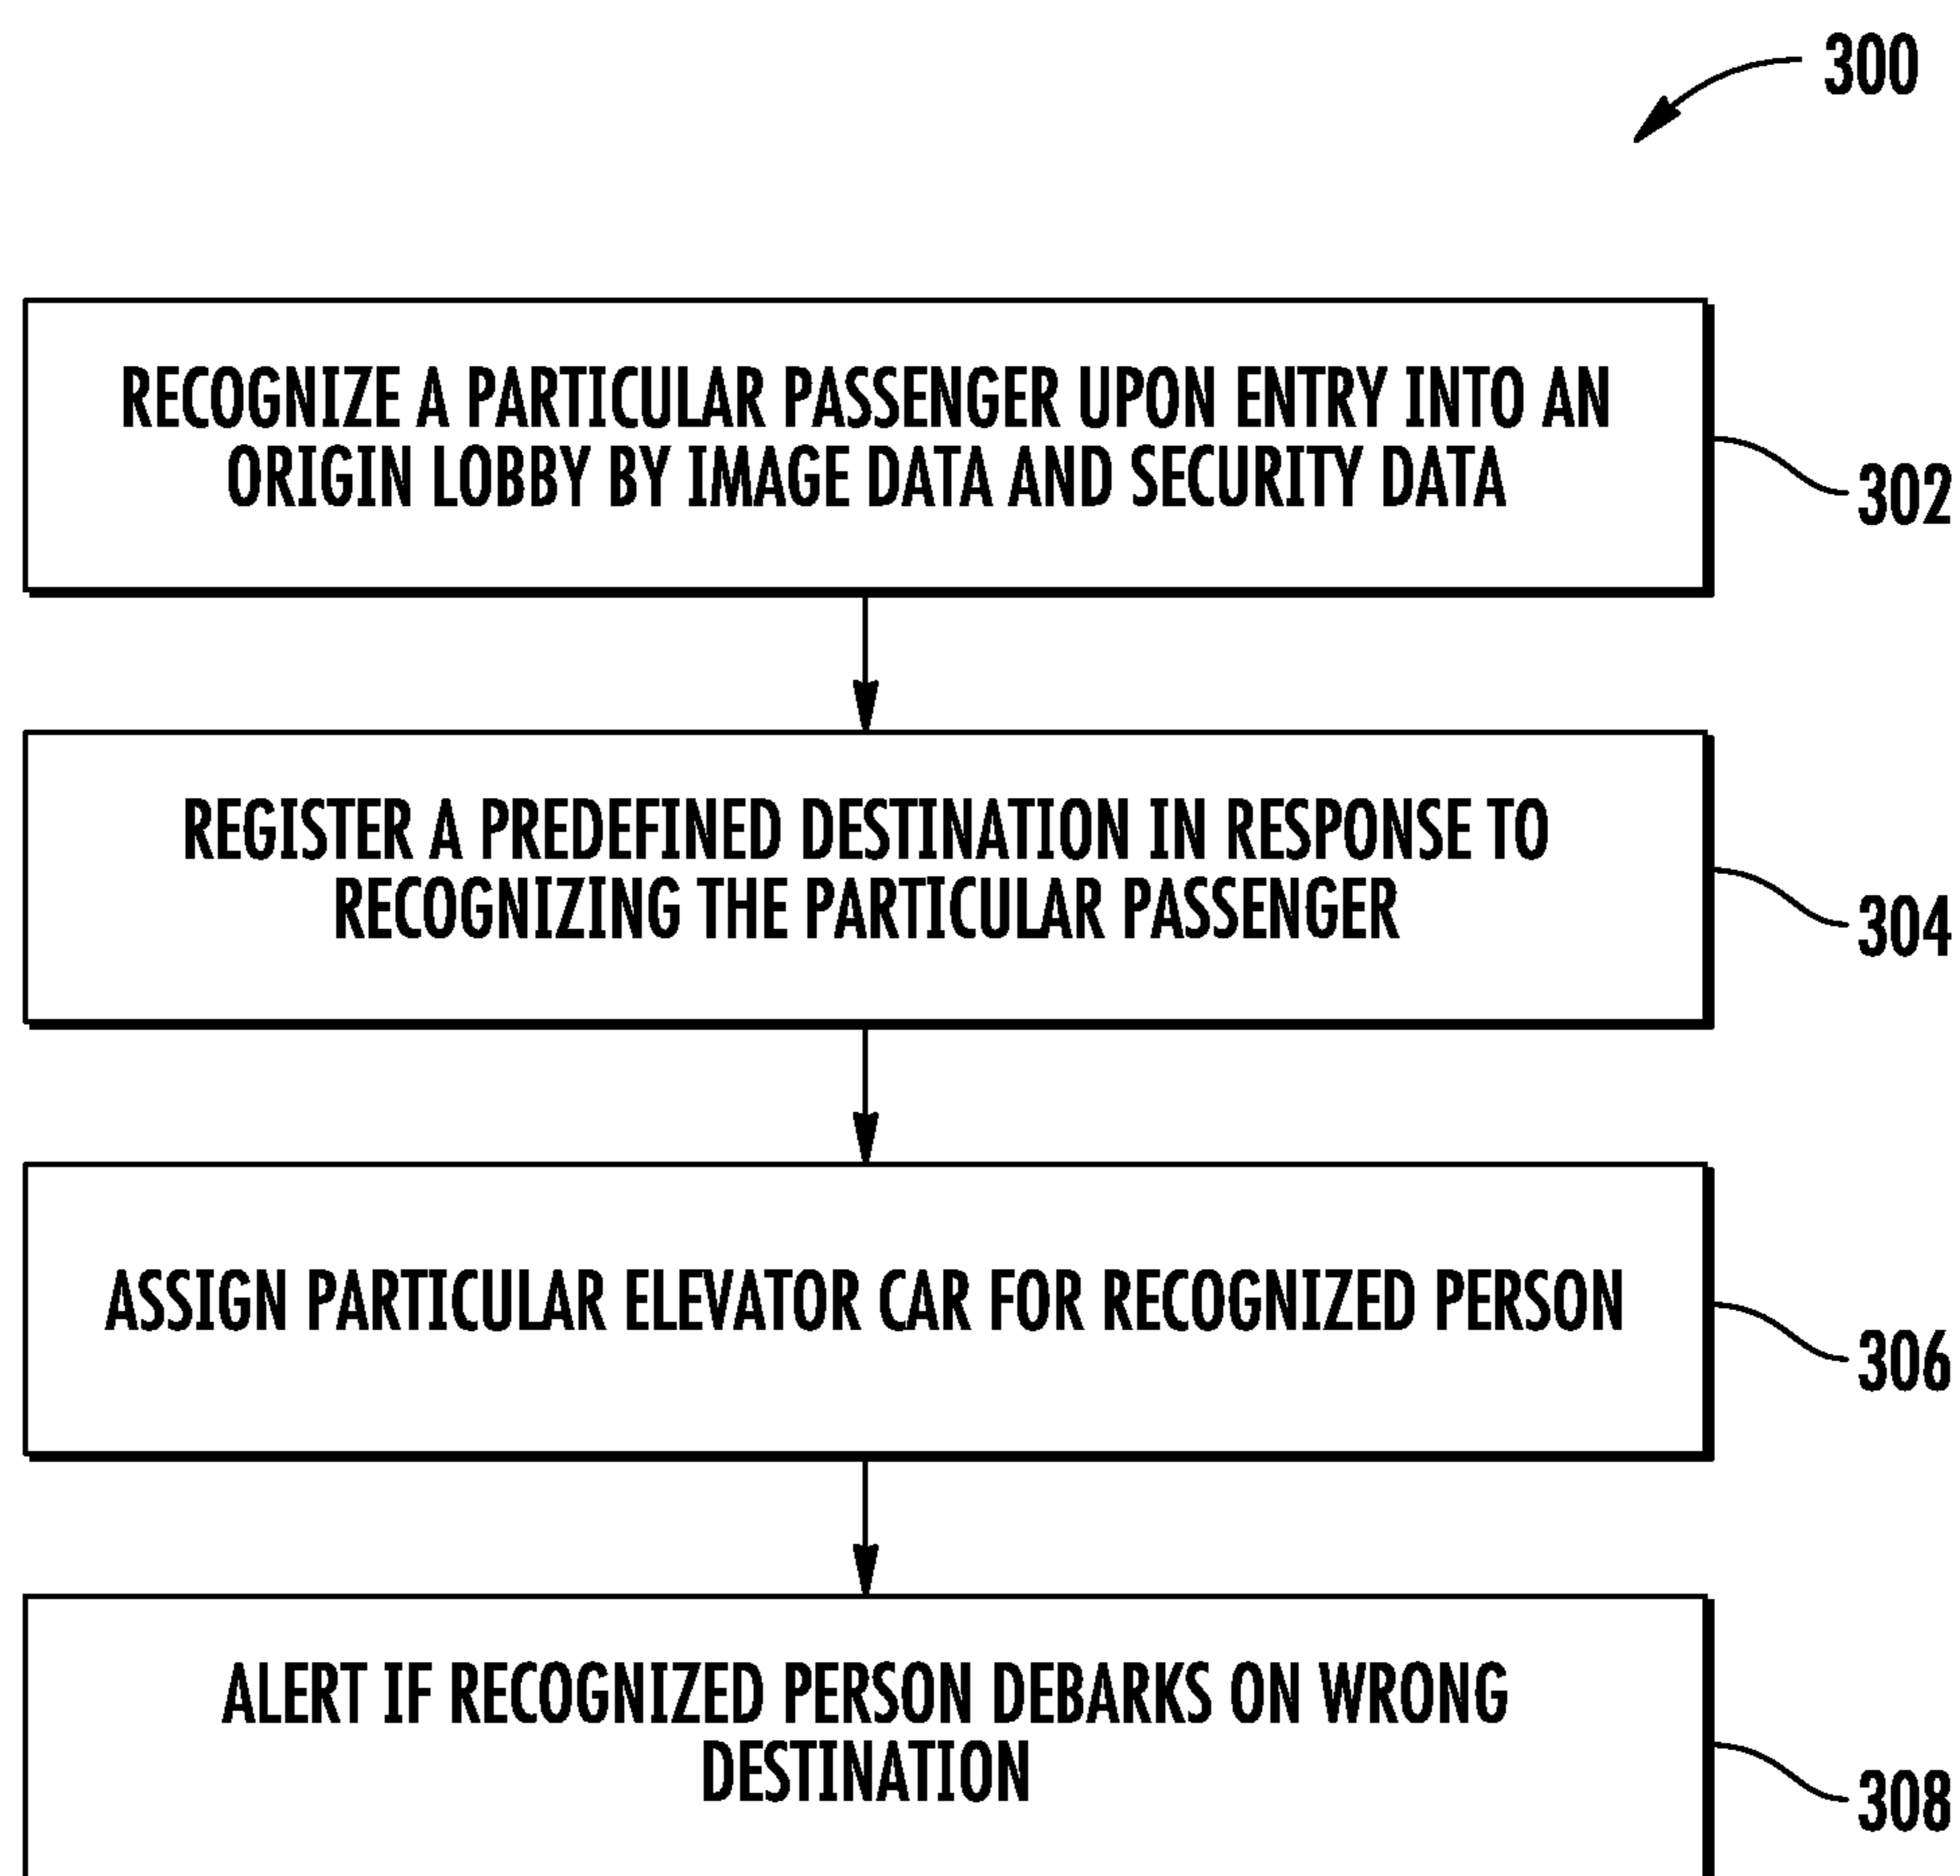 300
RECOGNIZE A PARTICULAR PASSENGER UPON ENTRY INTO AN
ORIGIN LOBBY BY IMAGE DATA AND SECURITY DATA
302
REGISTER A PREDEFINED DESTINATION IN RESPONSE TO
RECOGNIZING THE PARTICULAR PASSENGER
304
ASSIGN PARTICULAR ELEVATOR CAR FOR RECOGNIZED PERSON
306
ALERT IF RECOGNIZED PERSON DEBARKS ON WRONG
DESTINATION
308